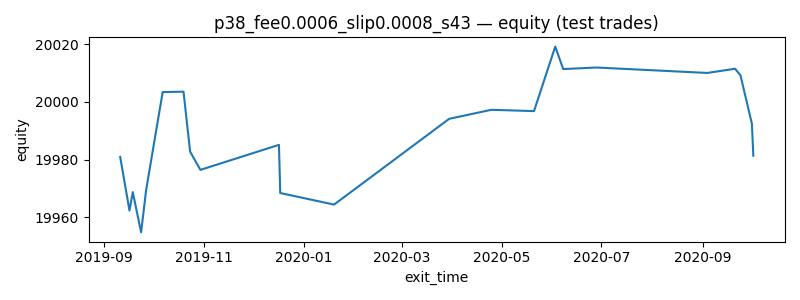 p38_fee0.0006_slip0.0008_s43 — equity (test trades)
20020
20000
19980
19960
equity
2019-09 2019-11 2020-01 2020-03 2020-05 2020-07 2020-09
exit_time